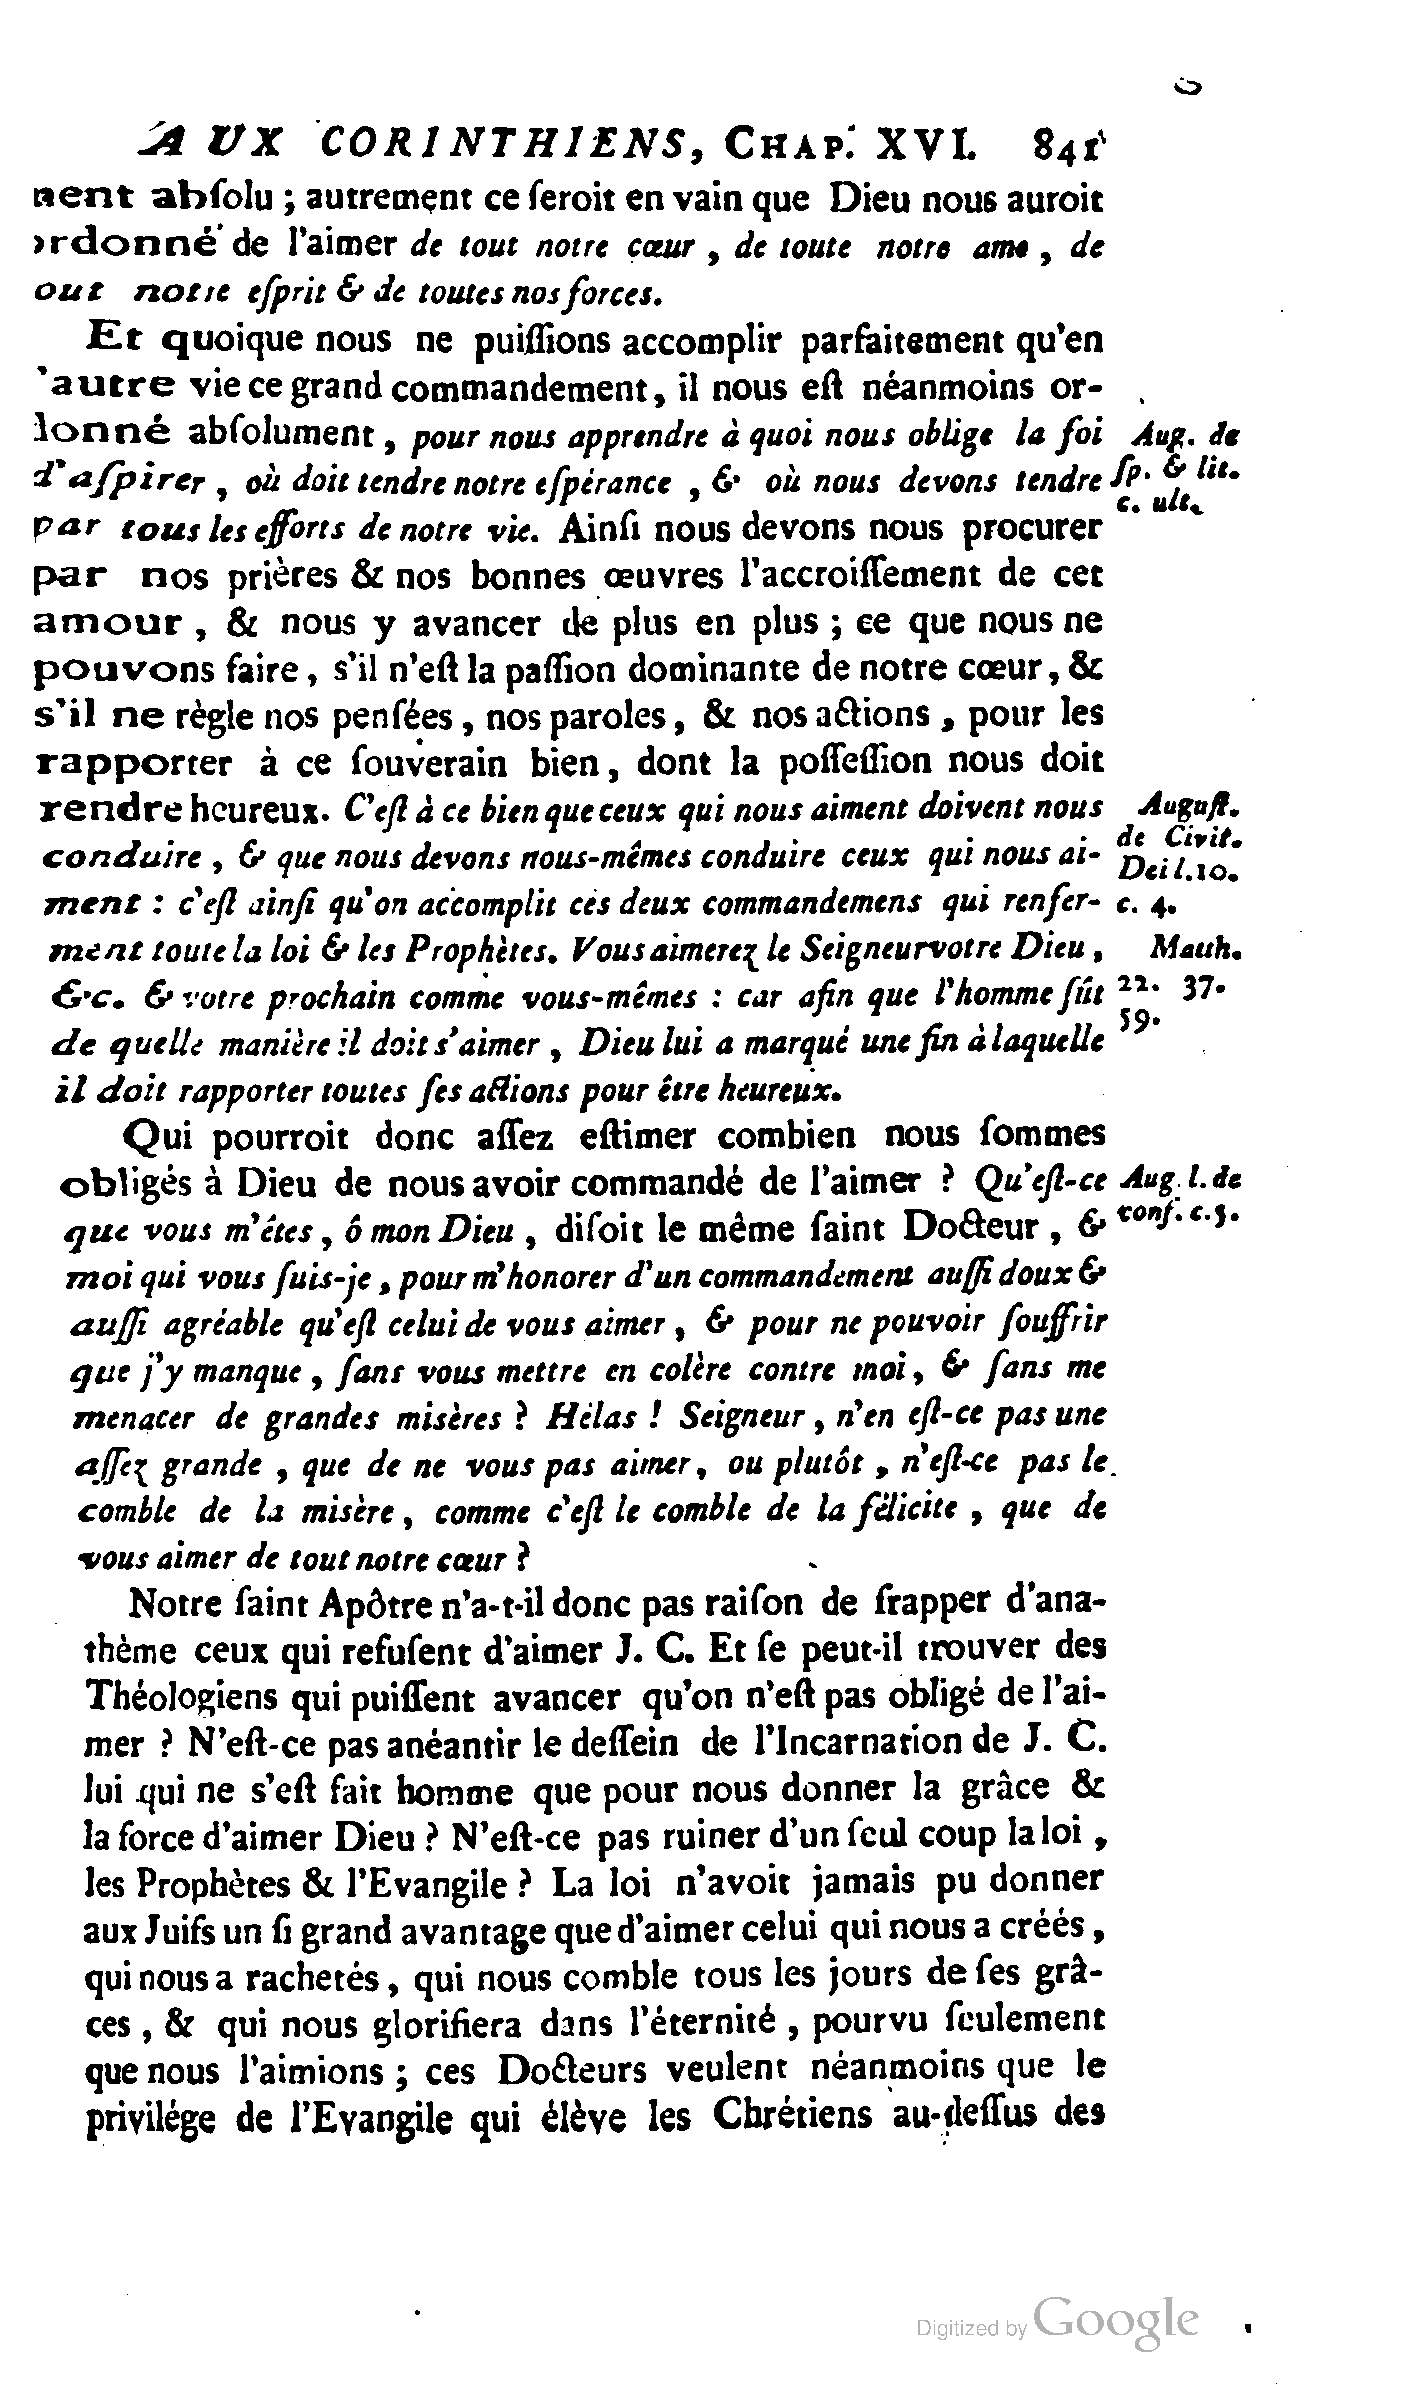 AUX CORINTHIENS, CHAP. XVI. 841
nent abſolu ; autrement ce ſeroit en vain que Dieu nous auroit
ordonné de l'aimer de tout notre cœur , de toute notre ame , de
out notre eſprit & de toutes nos forces.
Et quoique nous ne puiſſions accomplir parfaitement qu'en
'autre vie ce grand commandement, il nous eſt néanmoins or-
donné abſolument , pour nous apprendre à quoi nous oblige la foi
Aug. de
d'aſpirer , où doit tendre notre eſpérance , & où nous devons tendre
ſp. & lit.
c. ult.
par tous les efforts de notre vie. Ainſi nous devons nous procurer
par nos prières & nos bonnes œuvres l'accroiſſement de cet
amour , & nous y avancer de plus en plus ; ce que nous ne
pouvons faire , s'il n'eſt la paſſion dominante de notre cœur , &
s'il ne règle nos penſées , nos paroles , & nos actions , pour les
rapporter à ce ſouverain bien , dont la poſſeſſion nous doit
rendre heureux. C'eſt à ce bien que ceux qui nous aiment doivent nous
Auguſt.
de Civit.
conduire , & que nous devons nous-mêmes conduire ceux qui nous ai-
Dei l. 10.
ment : c'eſt ainſi qu'on accomplit ces deux commandemens qui renfer-
c. 4.
ment toute la loi & les Prophètes. Vous aimerez le Seigneur votre Dieu ,
Matth.
&c. & votre prochain comme vous-mêmes : car afin que l'homme ſût
22. 37.
59.
de quelle manière il doit s'aimer , Dieu lui a marqué une fin à laquelle
il doit rapporter toutes ſes actions pour être heureux.
Qui pourroit donc aſſez eſtimer combien nous ſommes
obligés à Dieu de nous avoir commandé de l'aimer ? Qu'eſt-ce
Aug. l. de
que vous m'êtes , ô mon Dieu , diſoit le même ſaint Docteur , &
conf. c. 5.
moi qui vous ſuis-je , pour m'honorer d'un commandement auſſi doux &
auſſi agréable qu'eſt celui de vous aimer , & pour ne pouvoir ſouffrir
que j'y manque , ſans vous mettre en colère contre moi , & ſans me
menacer de grandes misères ? Hélas ! Seigneur , n'en eſt-ce pas une
aſſez grande , que de ne vous pas aimer , ou plutôt , n'eſt-ce pas le
comble de la misère , comme c'eſt le comble de la félicite , que de
vous aimer de tout notre cœur ?
Notre ſaint Apôtre n'a-t-il donc pas raiſon de frapper d'ana-
thème ceux qui refuſent d'aimer J. C. Et ſe peut-il trouver des
Théologiens qui puiſſent avancer qu'on n'eſt pas obligé de l'ai-
mer ? N'eſt-ce pas anéantir le deſſein de l'Incarnation de J. C.
lui qui ne s'eſt fait homme que pour nous donner la grâce &
la force d'aimer Dieu ? N'eſt-ce pas ruiner d'un ſeul coup la loi ,
les Prophètes & l'Evangile ? La loi n'avoit jamais pu donner
aux Juifs un ſi grand avantage que d'aimer celui qui nous a créés ,
qui nous a rachetés , qui nous comble tous les jours de ſes grâ-
ces , & qui nous glorifiera dans l'éternité , pourvu ſeulement
que nous l'aimions ; ces Docteurs veulent néanmoins que le
privilége de l'Evangile qui élève les Chrétiens au-deſſus des
Digitized by Google